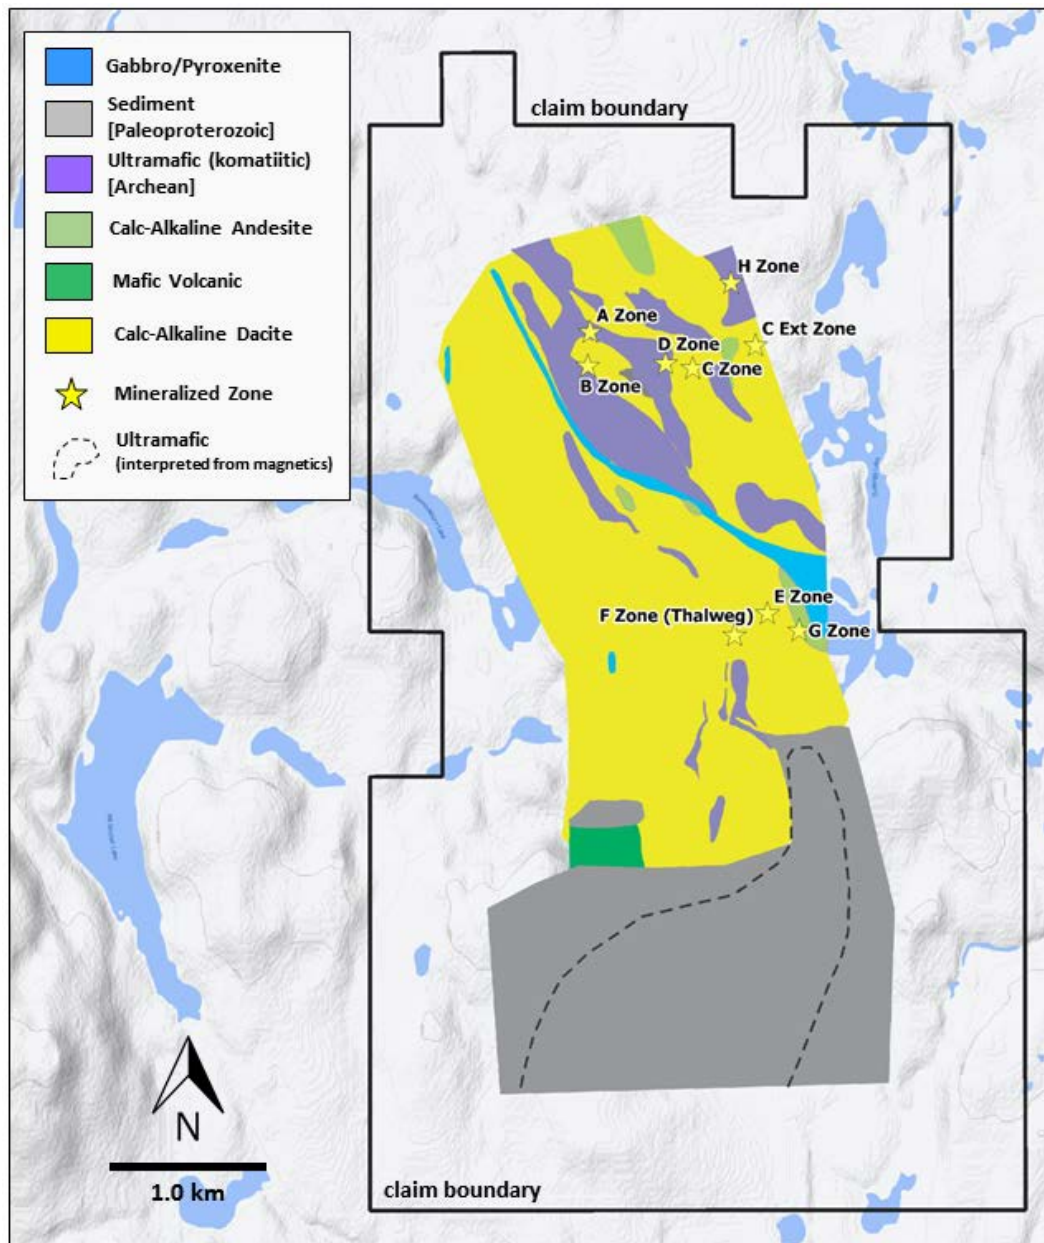 Gabbro/Pyroxenite
Sediment
[Paleoproterozoic]
Ultramafic (komatiitic)
[Archean]
Calc-Alkaline Andesite
Mafic Volcanic
Calc-Alkaline Dacite
Mineralized Zone
Ultramafic
(interpreted from magnetics)
claim boundary
H Zone
A Zone
C Ext Zone
D Zone
C Zone
B Zone
E Zone
F Zone (Thalweg)
G Zone
N
1.0 km
claim boundary